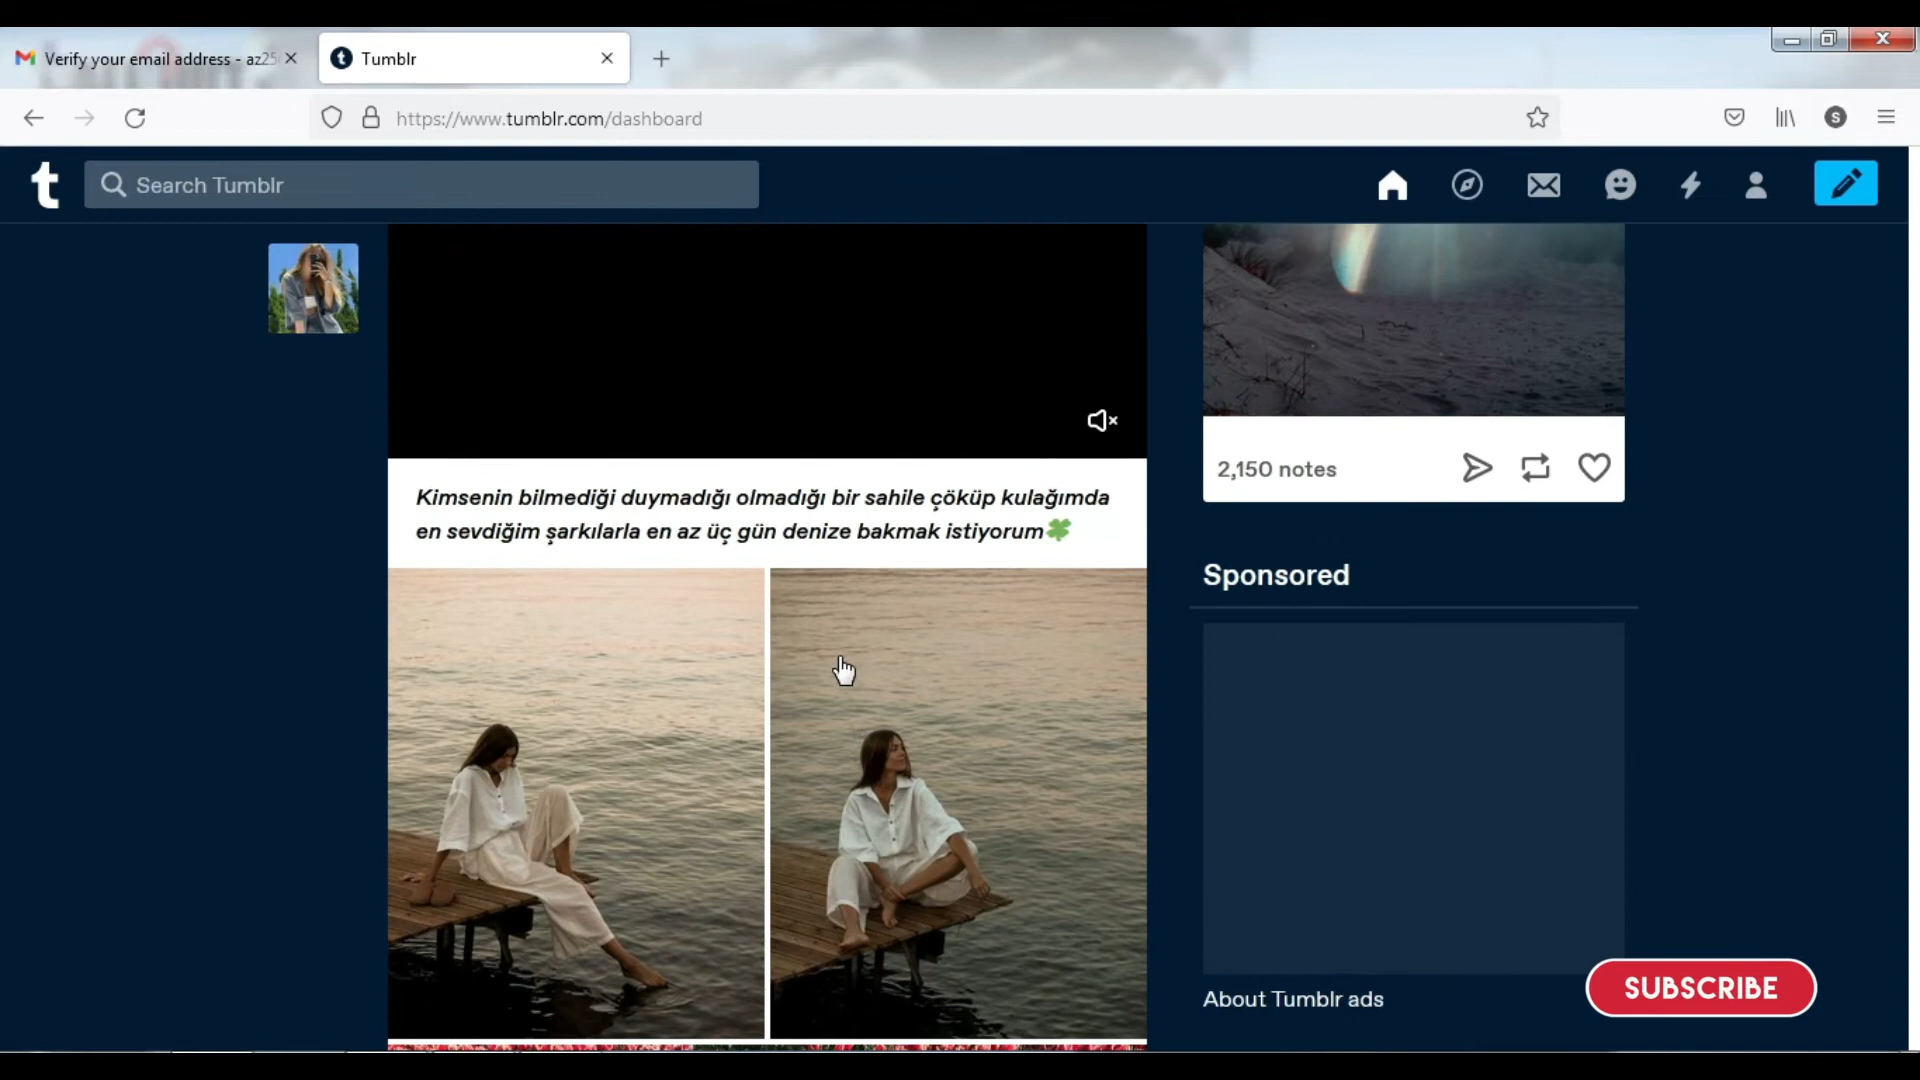 Verify your email address - az25
Tumblr
https://www.tumblr.com/dashboard
t
Search Tumblr
S
Kimsenin bilmediği duymadığı olmadığı bir sahile çöküp kulağımda
en sevdiğim şarkılarla en az üç gün denize bakmak istiyorum🍀
2,150 notes
Sponsored
About Tumblr ads
SUBSCRIBE